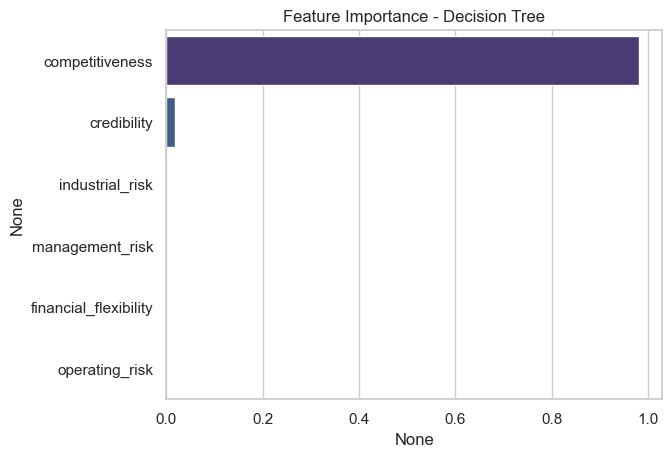 Feature Importance - Decision Tree
competitiveness
credibility
industrial_risk
management_risk
financial_flexibility
operating_risk
None
0.0 0.2 0.4 0.6 0.8 1.0
None